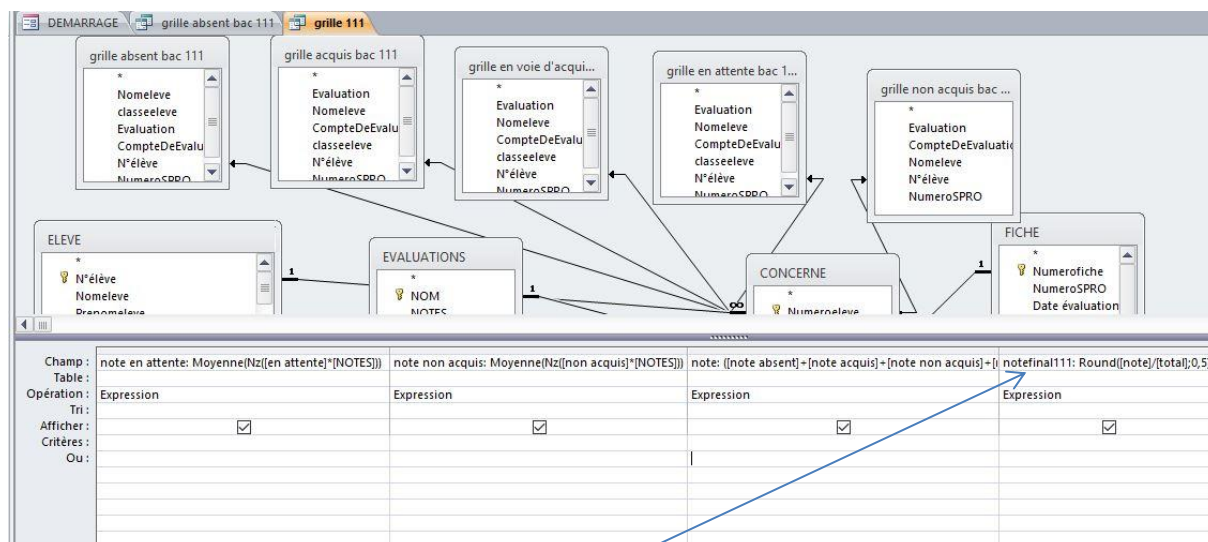 DEMARRAGE grille absent bac 111 grille 111
grille absent bac 111
*
Nomeleve
classeeleve
Evaluation
CompteDeEvalu
N°élève
NumeroSPRO
grille acquis bac 111
*
Evaluation
Nomeleve
CompteDeEvalu
classeeleve
N°élève
NumeroSPRO
grille en voie d'acqui...
*
Evaluation
Nomeleve
CompteDeEvalu
classeeleve
N°élève
NumeroSPRO
grille en attente bac 1...
*
Evaluation
Nomeleve
CompteDeEvalu
classeeleve
N°élève
NumeroSPRO
grille non acquis bac ...
*
Evaluation
CompteDeEvaluatio
Nomeleve
N°élève
NumeroSPRO
ELEVE
*
N°élève
Nomeleve
Prenomeleve
1
EVALUATIONS
*
NOM
NOTES
1
∞
CONCERNE
*
Numeroeleve
1
FICHE
*
Numerofiche
NumeroSPRO
Date évaluation
Champ : note en attente: Moyenne(Nz([en attente]*[NOTES])) note non acquis: Moyenne(Nz([non acquis]*[NOTES])) note: ([note absent]+[note acquis]+[note non acquis]+[ notefinal111: Round([note]/[total];0,5)
Table :
Opération : Expression Expression Expression Expression
Tri :
Afficher :
Critères :
Ou :